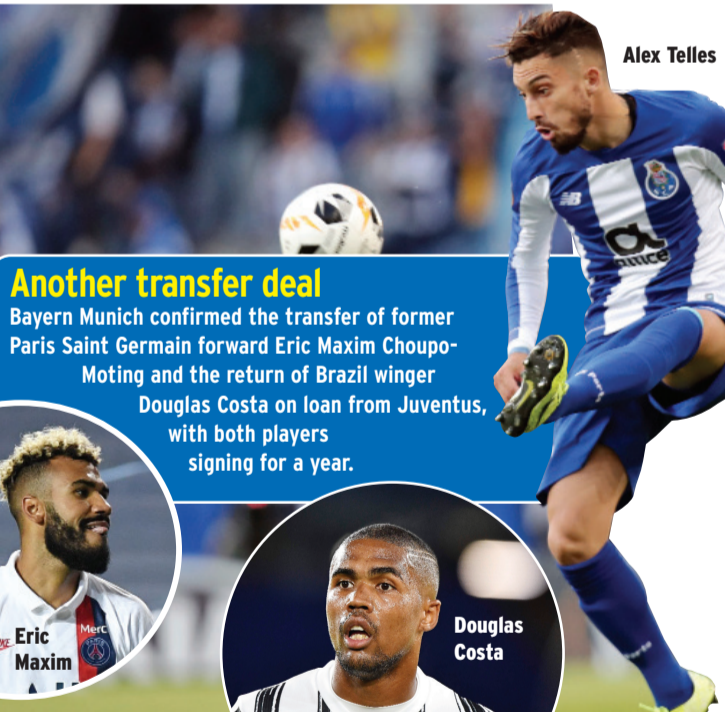 Alex Telles
Another transfer deal
Bayern Munich confirmed the transfer of former
Paris Saint Germain forward Eric Maxim Choupo-
Moting and the return of Brazil winger
Douglas Costa on loan from Juventus,
with both players
signing for a year.
Eric
Maxim
Merc
Douglas
Costa